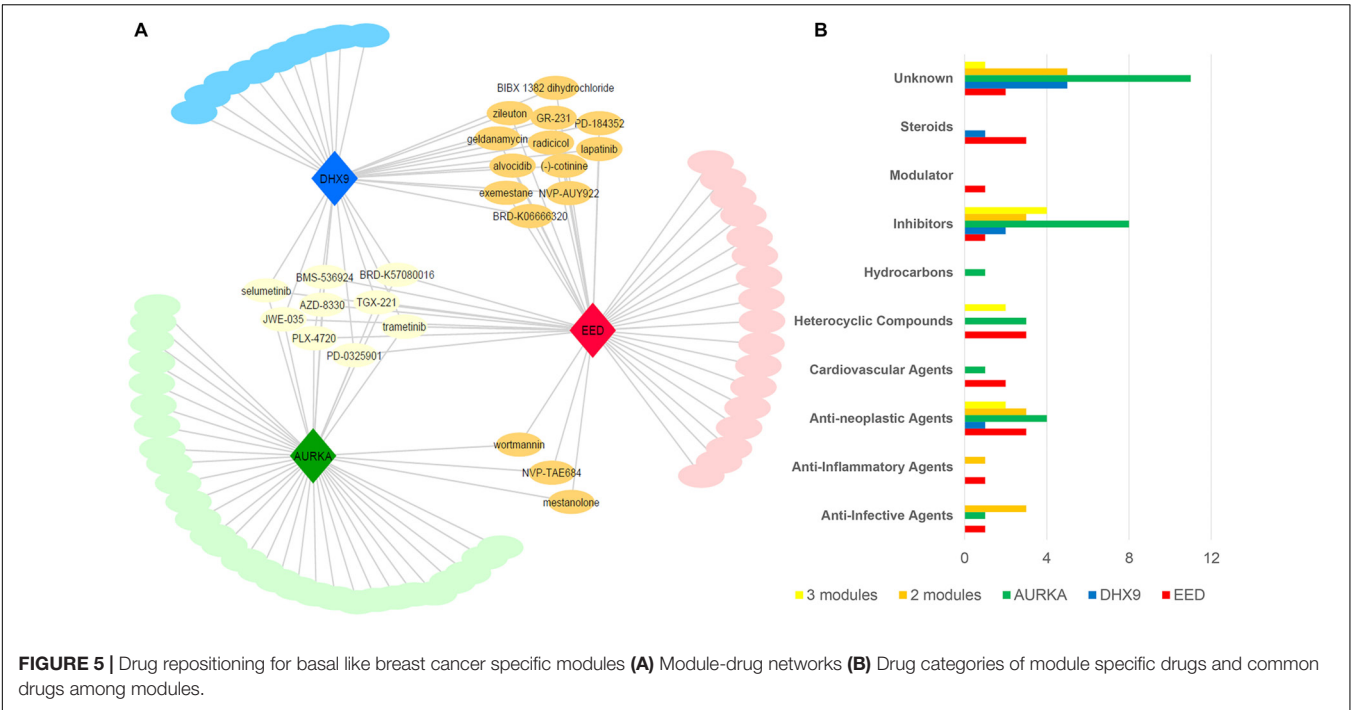 A
BIBX 1382 dihydrochloride
zileuton
GR-231
PD-184352
geldanamycin
radicicol
lapatinib
alvocidib
(-)-cotinine
exemestane
NVP-AUY922
BRD-K06666320
DHX9
BMS-536924
BRD-K57080016
selumetinib
AZD-8330
TGX-221
JWE-035
trametinib
PLX-4720
PD-0325901
EED
AURKA
wortmannin
NVP-TAE684
mestanolone
B
Unknown
Steroids
Modulator
Inhibitors
Hydrocarbons
Heterocyclic Compounds
Cardiovascular Agents
Anti-neoplastic Agents
Anti-Inflammatory Agents
Anti-Infective Agents
0 4 8 12
3 modules 2 modules AURKA DHX9 EED
FIGURE 5 | Drug repositioning for basal like breast cancer specific modules (A) Module-drug networks (B) Drug categories of module specific drugs and common
drugs among modules.